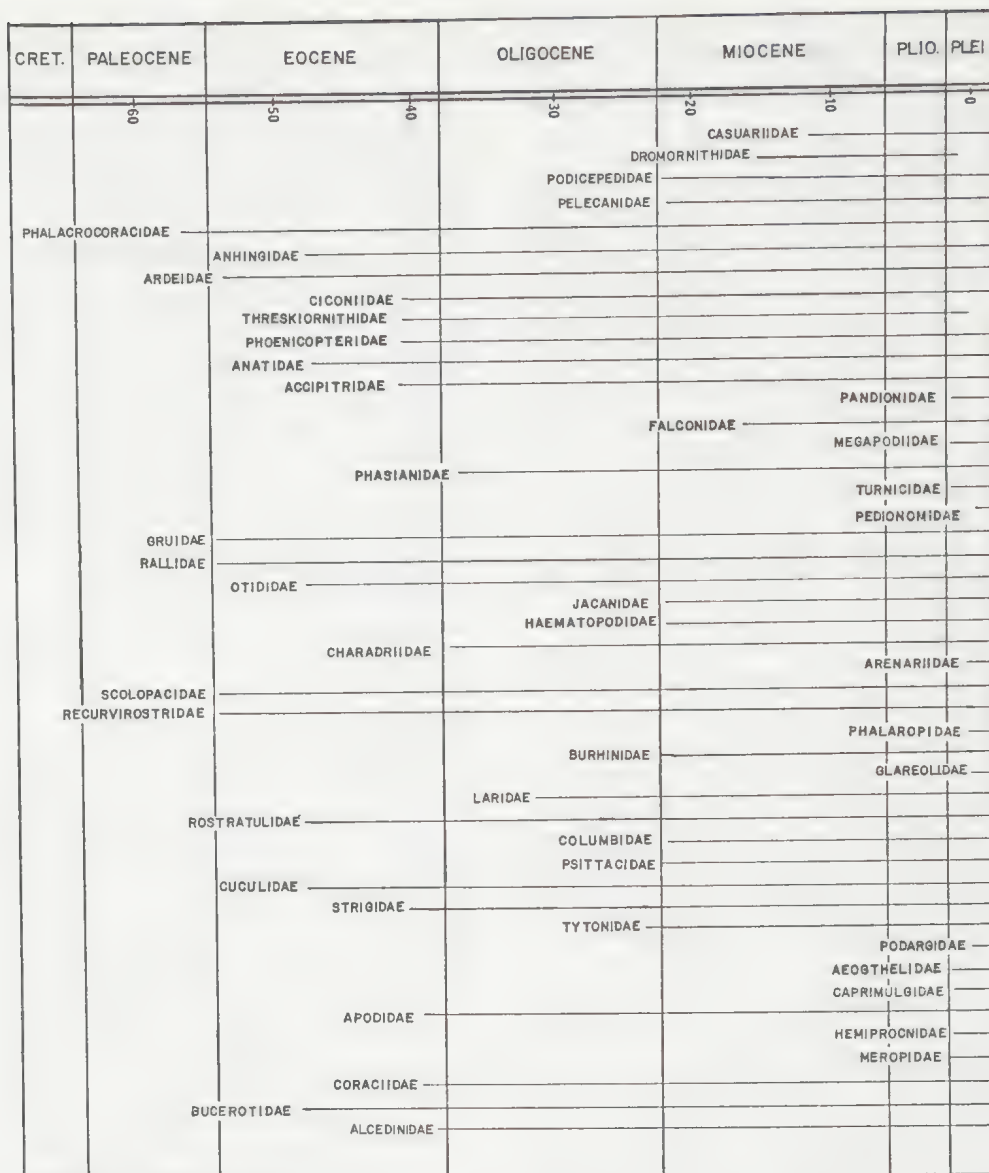 CRET. PALEOCENE EOCENE OLIGOCENE MIOCENE PLIO. PLEI
-60 -50 -40 -30 -20 -10 -0
CASUARIIDAE
DROMORNITHIDAE
PODICEPEDIDAE
PELECANIDAE
PHALACROCORACIDAE
ANHINGIDAE
ARDEIDAE
CICONIIDAE
THRESKIORNITHIDAE
PHOENICOPTERIDAE
ANATIDAE
ACCIPITRIDAE
PANDIONIDAE
FALCONIDAE
MEGAPODIIDAE
PHASIANIDAE
TURNICIDAE
PEDIONOMIDAE
GRUIDAE
RALLIDAE
OTIDIDAE
JACANIDAE
HAEMATOPODIDAE
CHARADRIIDAE
ARENARIIDAE
SCOLOPACIDAE
RECURVIROSTRIDAE
PHALAROPIDAE
BURHINIDAE
GLAREOLIDAE
LARIDAE
ROSTRATULIDAE
COLUMBIDAE
PSITTACIDAE
CUCULIDAE
STRIGIDAE
TYTONIDAE
PODARGIDAE
AEOGTHELIDAE
CAPRIMULGIDAE
APODIDAE
HEMIPROCNIDAE
MEROPIDAE
CORACIIDAE
BUCEROTIDAE
ALCEDINIDAE